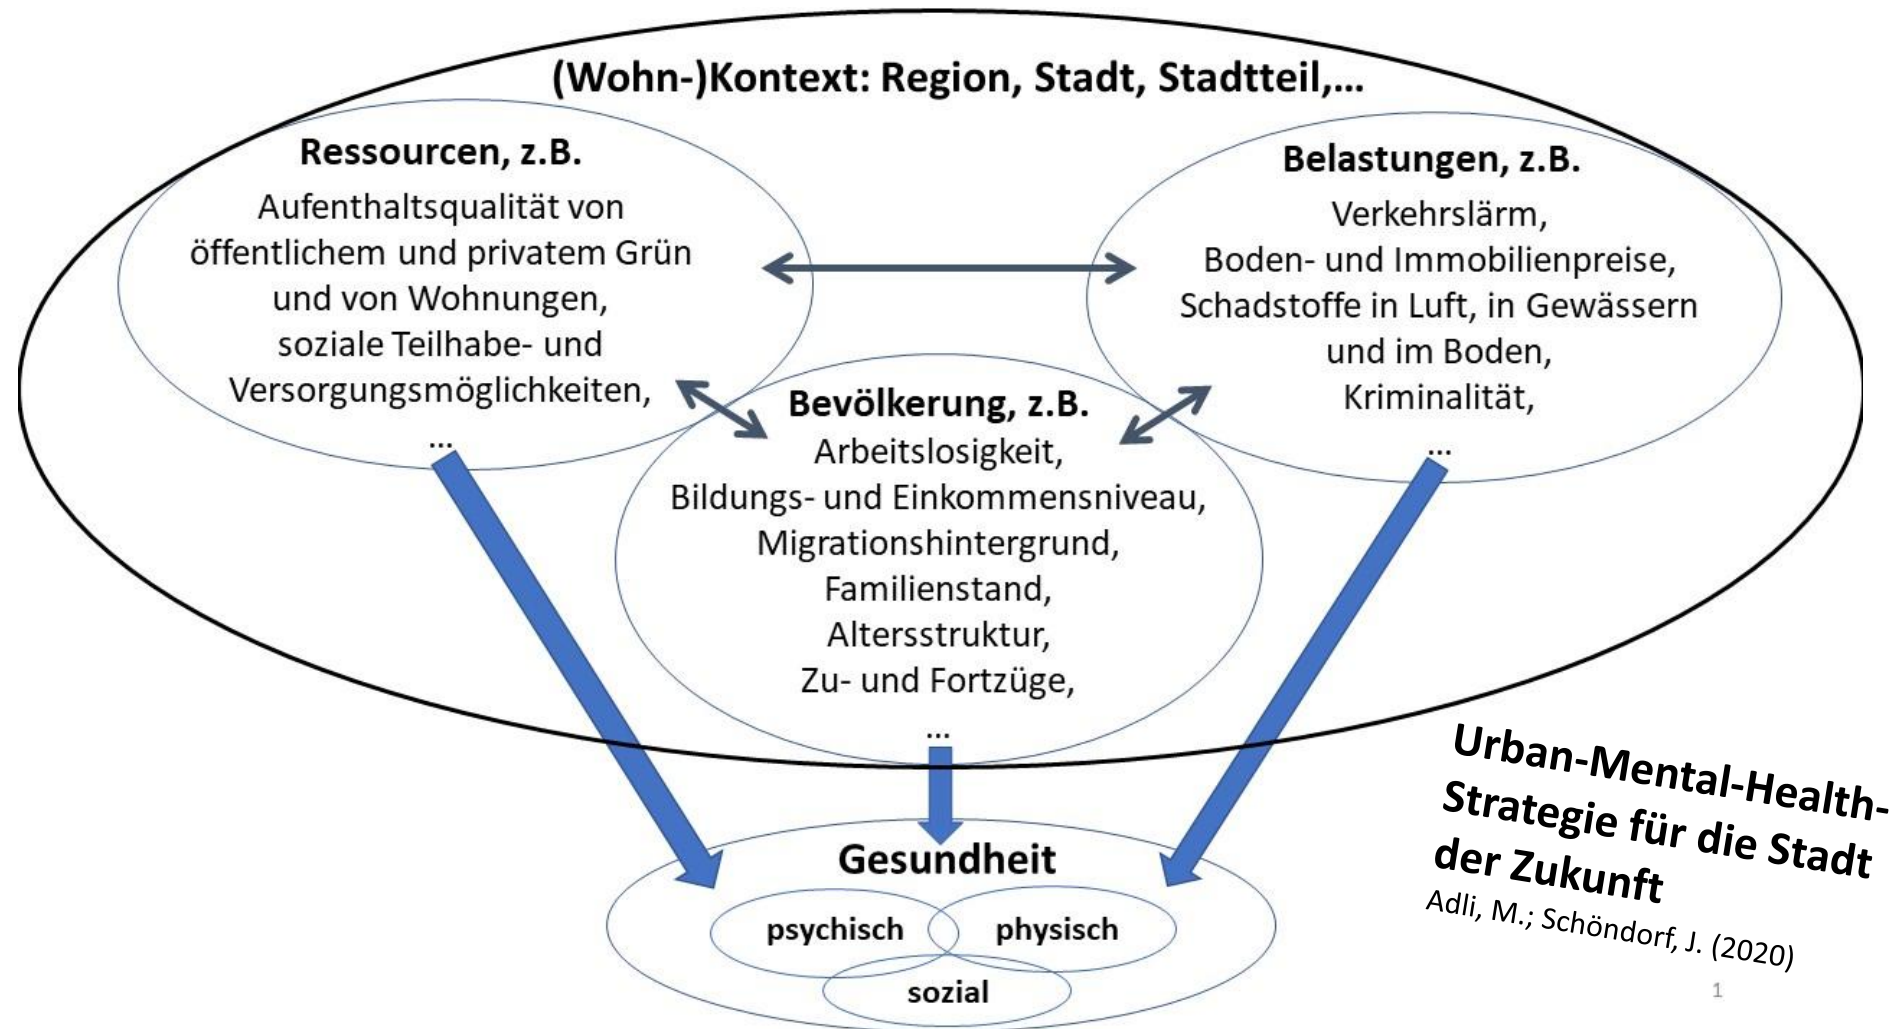 (Wohn-)Kontext: Region, Stadt, Stadtteil,...
Ressourcen, z.B.
Aufenthaltsqualität von
öffentlichem und privatem Grün
und von Wohnungen,
soziale Teilhabe- und
Versorgungsmöglichkeiten,
...
Belastungen, z.B.
Verkehrslärm,
Boden- und Immobilienpreise,
Schadstoffe in Luft, in Gewässern
und im Boden,
Kriminalität,
...
Bevölkerung, z.B.
Arbeitslosigkeit,
Bildungs- und Einkommensniveau,
Migrationshintergrund,
Familienstand,
Altersstruktur,
Zu- und Fortzüge,
...
Gesundheit
psychisch
physisch
sozial
Urban-Mental-Health-
Strategie für die Stadt
der Zukunft
Adli, M.; Schöndorf, J. (2020)
1